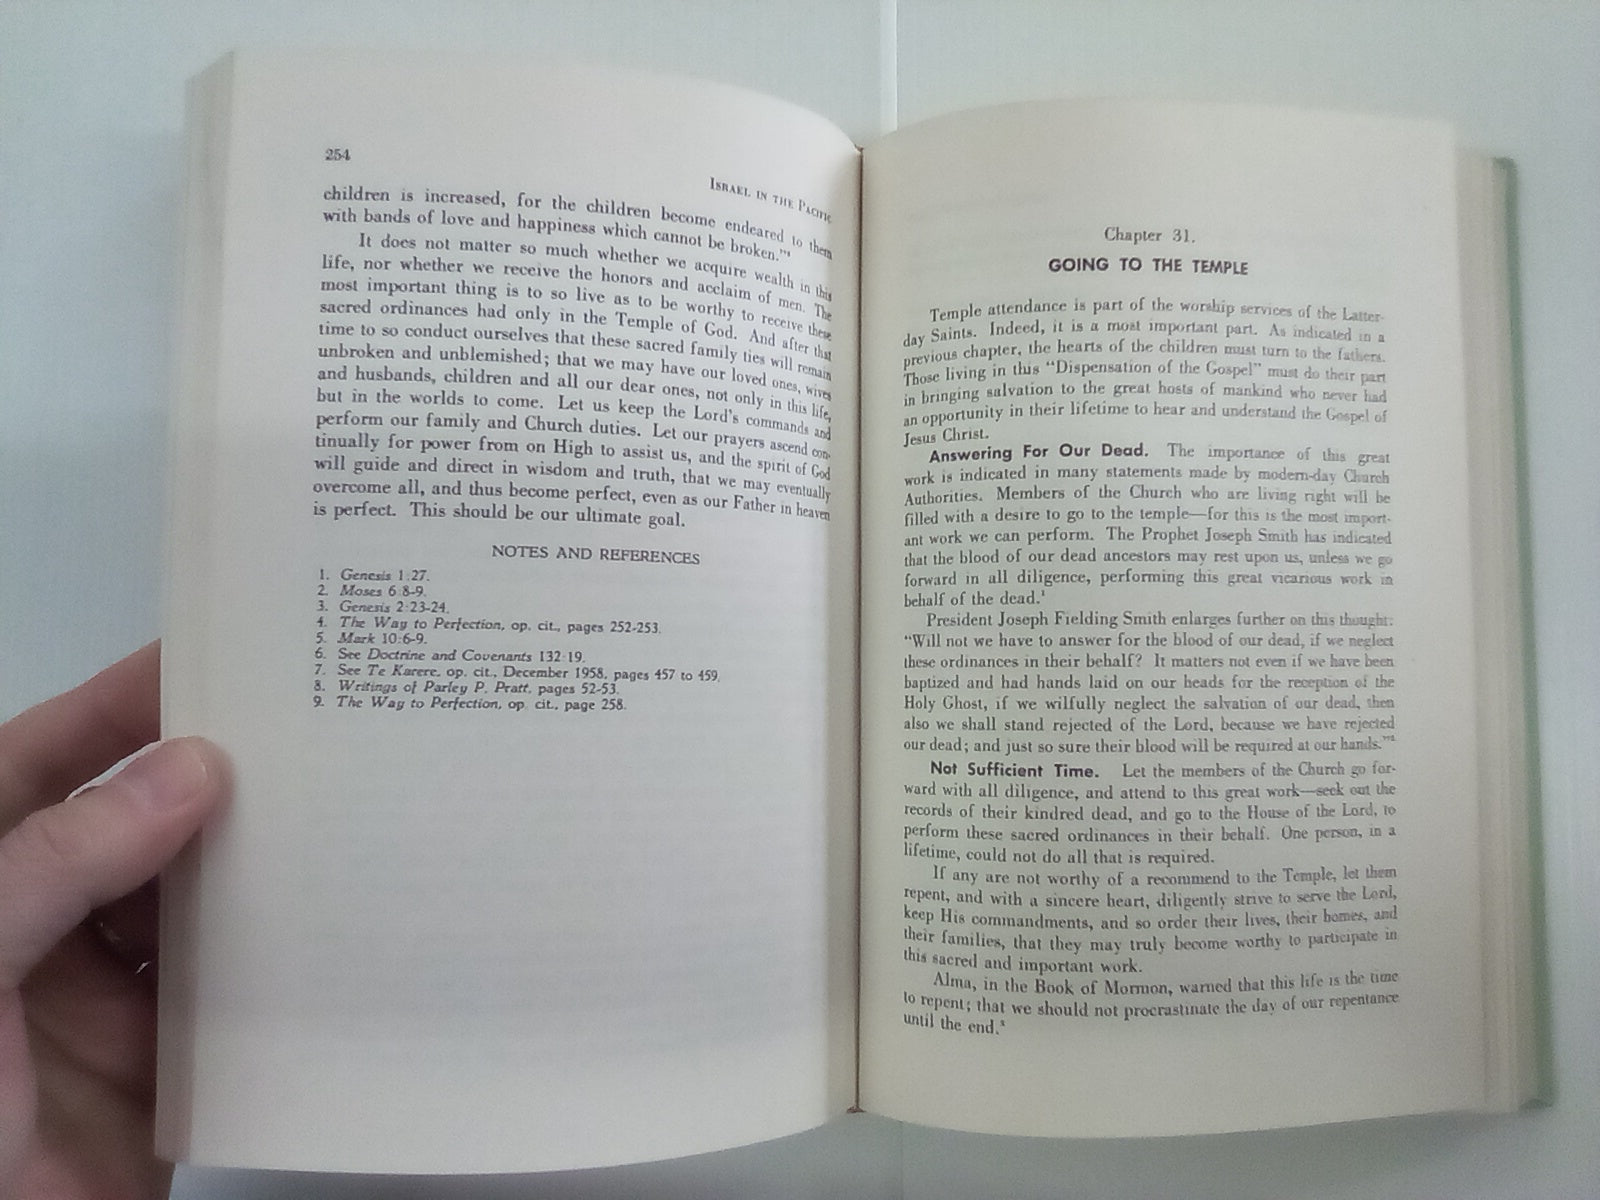 254
ISRAEL IN THE PACIFIC
children is increased, for the children become endeared to them
with bands of love and happiness which cannot be broken."⁹
It does not matter so much whether we acquire wealth in this
life, nor whether we receive the honors and acclaim of men. The
most important thing is to so live as to be worthy to receive these
sacred ordinances had only in the Temple of God. And after that
time to so conduct ourselves that these sacred family ties will remain
unbroken and unblemished; that we may have our loved ones, wives
and husbands, children and all our dear ones, not only in this life,
but in the worlds to come. Let us keep the Lord's commands and
perform our family and Church duties. Let our prayers ascend con-
tinually for power from on High to assist us, and the spirit of God
will guide and direct in wisdom and truth, that we may eventually
overcome all, and thus become perfect, even as our Father in heaven
is perfect. This should be our ultimate goal.
NOTES AND REFERENCES
1. Genesis 1:27.
2. Moses 6:8-9.
3. Genesis 2:23-24.
4. The Way to Perfection, op. cit., pages 252-253.
5. Mark 10:6-9.
6. See Doctrine and Covenants 132:19.
7. See Te Karere, op. cit., December 1958, pages 457 to 459.
8. Writings of Parley P. Pratt, pages 52-53.
9. The Way to Perfection, op. cit., page 258.
Chapter 31.
GOING TO THE TEMPLE
Temple attendance is part of the worship services of the Latter-
day Saints. Indeed, it is a most important part. As indicated in a
previous chapter, the hearts of the children must turn to the fathers.
Those living in this "Dispensation of the Gospel" must do their part
in bringing salvation to the great hosts of mankind who never had
an opportunity in their lifetime to hear and understand the Gospel of
Jesus Christ.
Answering For Our Dead. The importance of this great
work is indicated in many statements made by modern-day Church
Authorities. Members of the Church who are living right will be
filled with a desire to go to the temple—for this is the most import-
ant work we can perform. The Prophet Joseph Smith has indicated
that the blood of our dead ancestors may rest upon us, unless we go
forward in all diligence, performing this great vicarious work in
behalf of the dead.¹
President Joseph Fielding Smith enlarges further on this thought:
"Will not we have to answer for the blood of our dead, if we neglect
these ordinances in their behalf? It matters not even if we have been
baptized and had hands laid on our heads for the reception of the
Holy Ghost, if we wilfully neglect the salvation of our dead, then
also we shall stand rejected of the Lord, because we have rejected
our dead; and just so sure their blood will be required at our hands."²
Not Sufficient Time. Let the members of the Church go for-
ward with all diligence, and attend to this great work—seek out the
records of their kindred dead, and go to the House of the Lord, to
perform these sacred ordinances in their behalf. One person, in a
lifetime, could not do all that is required.
If any are not worthy of a recommend to the Temple, let them
repent, and with a sincere heart, diligently strive to serve the Lord,
keep His commandments, and so order their lives, their homes, and
their families, that they may truly become worthy to participate in
this sacred and important work.
Alma, in the Book of Mormon, warned that this life is the time
to repent; that we should not procrastinate the day of our repentance
until the end.